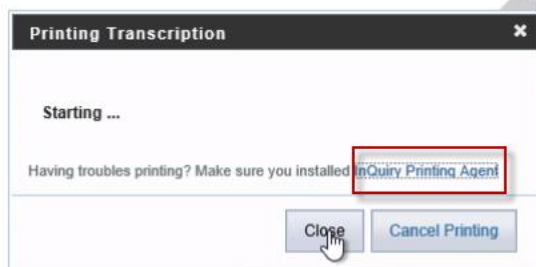 Printing Transcription
Starting ...
Having troubles printing? Make sure you installed InQuiry Printing Agent
Close Cancel Printing